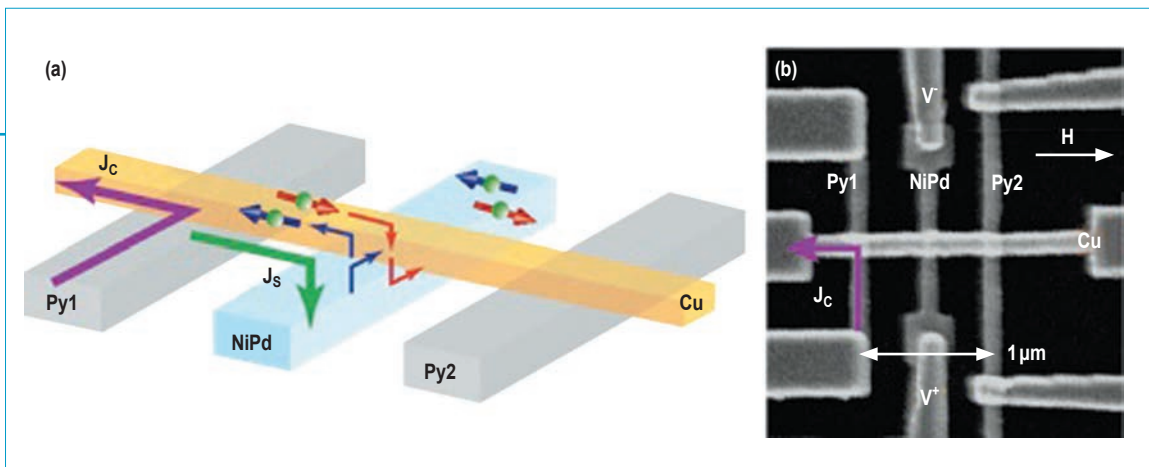 (a)
J_C
Py1
J_S
NiPd
Py2
Cu
(b)
V⁻
H
Py1
NiPd
Py2
Cu
J_C
1 µm
V⁺